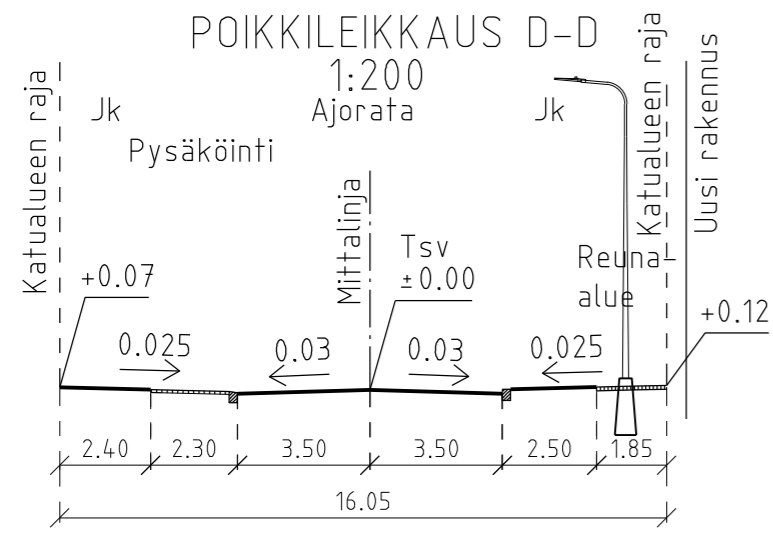 POIKKILEIKKAUS D-D
1:200
Katualueen raja
Jk
Pysäköinti
Ajorata
Jk
Katualueen raja
Uusi rakennus
Mittalinja
Tsv
±0.00
Reuna-
alue
+0.07
+0.12
0.025
0.03
0.03
0.025
2.40
2.30
3.50
3.50
2.50
1.85
16.05